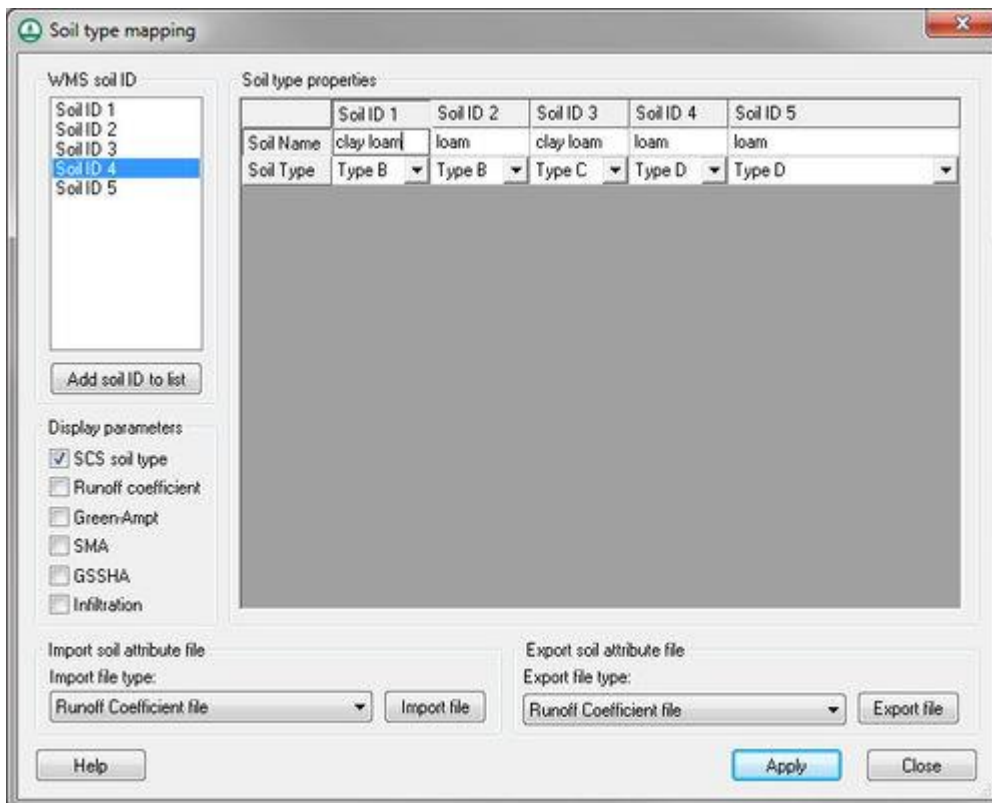 Soil type mapping
WMS soil ID
Soil ID 1
Soil ID 2
Soil ID 3
Soil ID 4
Soil ID 5
Add soil ID to list
Display parameters
SCS soil type
Runoff coefficient
Green-Ampt
SMA
GSSHA
Infiltration
Soil type properties
Soil ID 1 Soil ID 2 Soil ID 3 Soil ID 4 Soil ID 5
Soil Name clay loam loam clay loam loam loam
Soil Type Type B Type B Type C Type D Type D
Import soil attribute file
Import file type:
Runoff Coefficient file Import file
Export soil attribute file
Export file type:
Runoff Coefficient file Export file
Help Apply Close